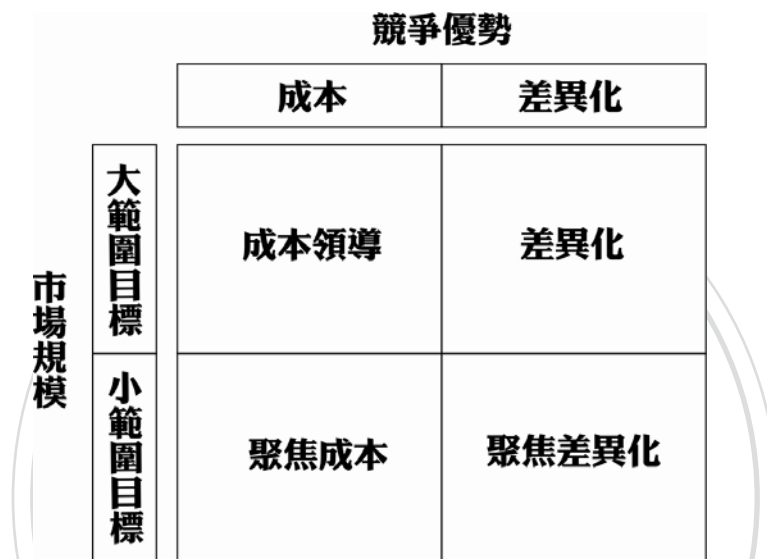 競爭優勢
成本
差異化
市場規模
大範圍目標
成本領導
差異化
小範圍目標
聚焦成本
聚焦差異化